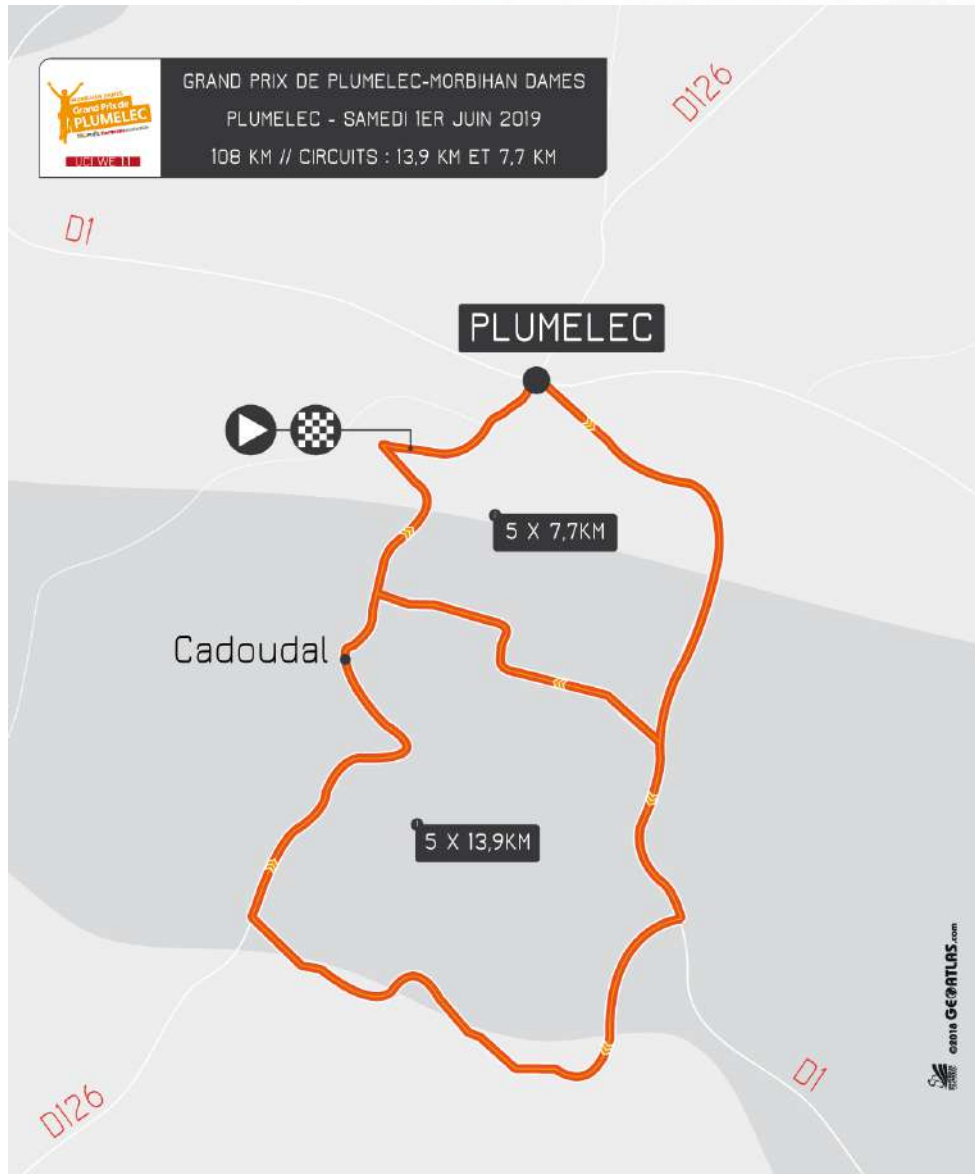 Grand Prix de
PLUMELEC
UCI WE 1.1
GRAND PRIX DE PLUMELEC-MORBIHAN DAMES
PLUMELEC - SAMEDI 1ER JUIN 2019
108 KM // CIRCUITS : 13,9 KM ET 7,7 KM
D126
D1
PLUMELEC
5 X 7,7KM
Cadoudal
5 X 13,9KM
D126
D1
©2018 GEOATLAS.com